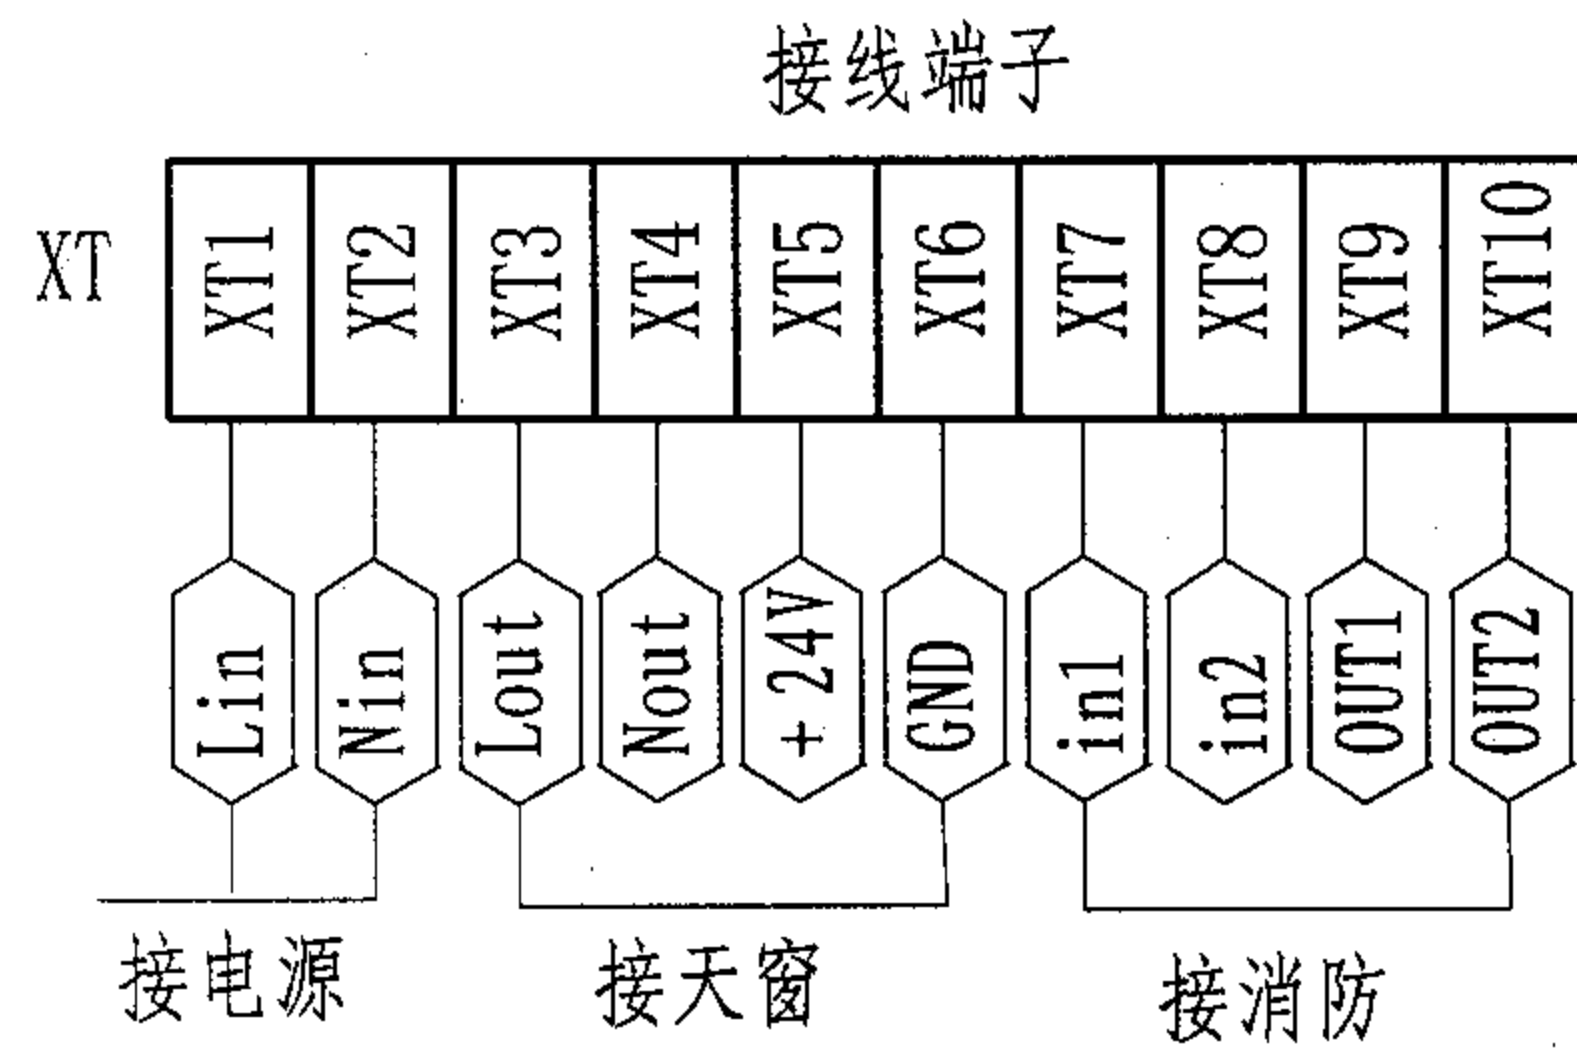 接线端子
XT XT1 XT2 XT3 XT4 XT5 XT6 XT7 XT8 XT9 XT10
Lin Nin Lout Nout +24V GND in1 in2 OUT1 OUT2
接电源 接天窗 接消防